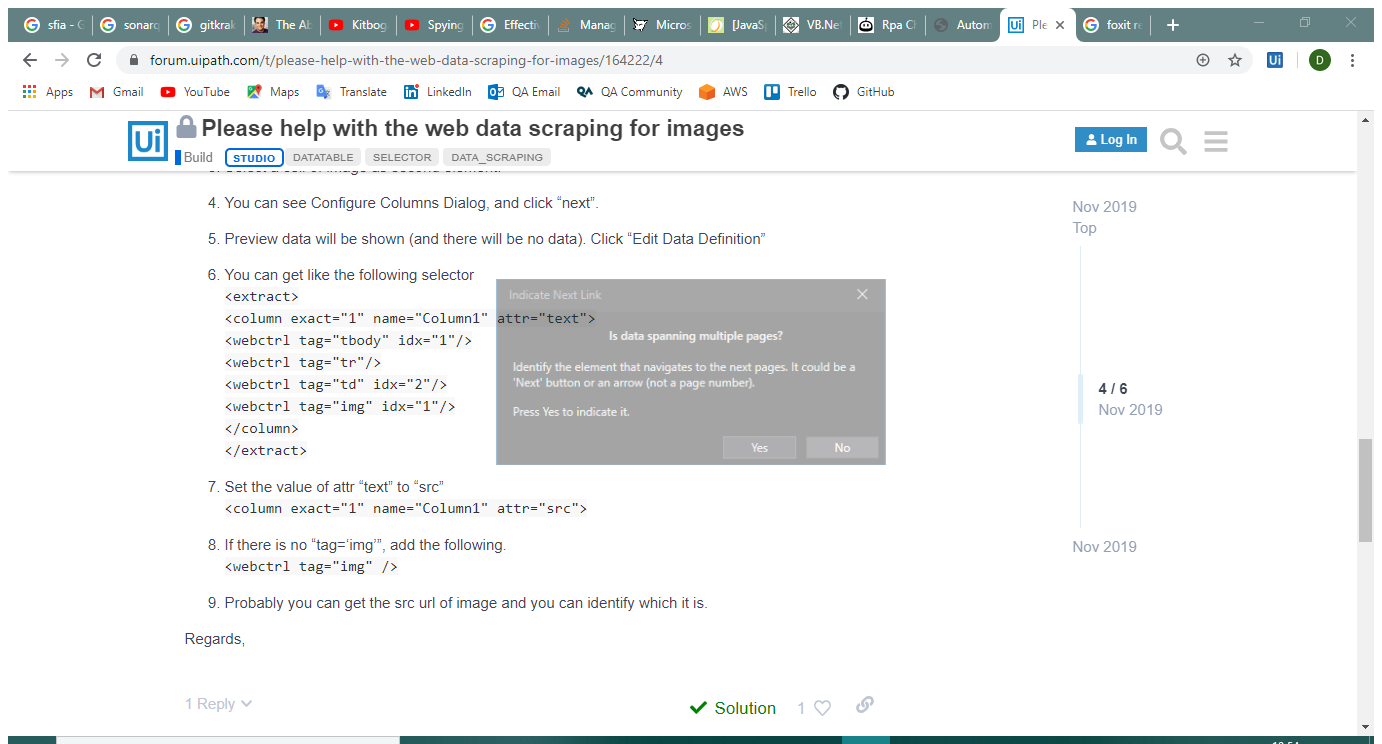 sfia - G
sonarq
gitkrak
The Ab
Kitbog
Spying
Effectiv
Manag
Micros
[JavaS
VB.Ne
Rpa Ch
Autom
Ui
Ple
foxit re
forum.uipath.com/t/please-help-with-the-web-data-scraping-for-images/164222/4
Ui
D
Apps
Gmail
YouTube
Maps
Translate
LinkedIn
QA Email
QA Community
AWS
Trello
GitHub
Ui
Please help with the web data scraping for images
Build
STUDIO
DATATABLE
SELECTOR
DATA_SCRAPING
Log In
4. You can see Configure Columns Dialog, and click “next”.
5. Preview data will be shown (and there will be no data). Click “Edit Data Definition”
6. You can get like the following selector
<extract>
<column exact="1" name="Column1" attr="text">
<webctrl tag="tbody" idx="1"/>
<webctrl tag="tr"/>
<webctrl tag="td" idx="2"/>
<webctrl tag="img" idx="1"/>
</column>
</extract>
Indicate Next Link
Is data spanning multiple pages?
Identify the element that navigates to the next pages. It could be a
'Next' button or an arrow (not a page number).
Press Yes to indicate it.
Yes
No
7. Set the value of attr “text” to “src”
<column exact="1" name="Column1" attr="src">
8. If there is no “tag=‘img’”, add the following.
<webctrl tag="img" />
9. Probably you can get the src url of image and you can identify which it is.
Regards,
1 Reply
Solution
1
Nov 2019
Top
4 / 6
Nov 2019
Nov 2019